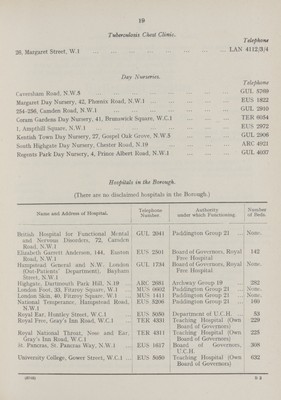 19
Tuberculosis Chest Clinic.
Telephone
26, Margaret Street, W.1 ... LAN 4112/3/4
Day Nurseries.
Telephone
Caversham Road, N.W.5 ... GUL 5769
Margaret Day Nursery, 42, Phoenix Road, N.W.1 ... EUS 1822
254-256, Camden Road, N.W.1 ... GUL 2910
Coram Gardens Day Nursery, 41, Brunswick Square, W.C.1 ... TER 6034
1, Ampthill Square, N.W.1 ... EUS 2972
Kentish Town Day Nursery, 27, Gospel Oak Grove, N.W.5 ... GUL 2906
South Highgate Day Nursery, Chester Road, N.19 ... ARC 4921
Regents Park Day Nursery, 4, Prince Albert Road, N.W.1 ... GUL 4037
Hospitals in the Borough.
(There are no disclaimed hospitals in the Borough.)
Name and Address of Hospital. Telephone Number. Authority under which Functioning. Number of Beds.
British Hospital for Functional Mental and Nervous Disorders, 72, Camden Road, N.W.1 GUL 2041 Paddington Group 21 ... None.
Elizabeth Garrett Anderson, 144, Euston Road, N.W.1 EUS 2501 Board of Governors, Royal Free Hospital 142
Hampstead General and N.W. London (Out-Patients' Department), Bayham Street, N.W.1 GUL 1734 Board of Governors, Royal Free Hospital None.
Highgate, Dartmouth Park Hill, N.19 ARC 2681 Archway Group 19 ... 282
London Foot, 33, Fitzroy Square, W.1 MUS 0602 Paddington Group 21 ... None.
London Skin, 40, Fitzroy Square, W.1 MUS 1411 Paddington Group 21 ... None.
National Temperance, Hampstead Road, N.W.1 EUS 5206 Paddington Group 21 ... 160
Royal Ear, Huntley Street, W.C.1 EUS 5050 Department of U.C.H. 53
Royal Free, Gray's Inn Road, W.C.1 ... TER 4331 Teaching Hospital (Own Board of Governors) 229
Royal National Throat, Nose and Ear, Gray's Inn Road, W.C.1 TER 4311 Teaching Hospital (Own Board of Governors) 225
St. Pancras, St. Pancras Way, N.W.1 ... EUS 1617 Board of Governors, U.C.H. 308
University College, Gower Street, W.C.1 EUS 5050 Teaching Hospital (Own Board of Governors) 632